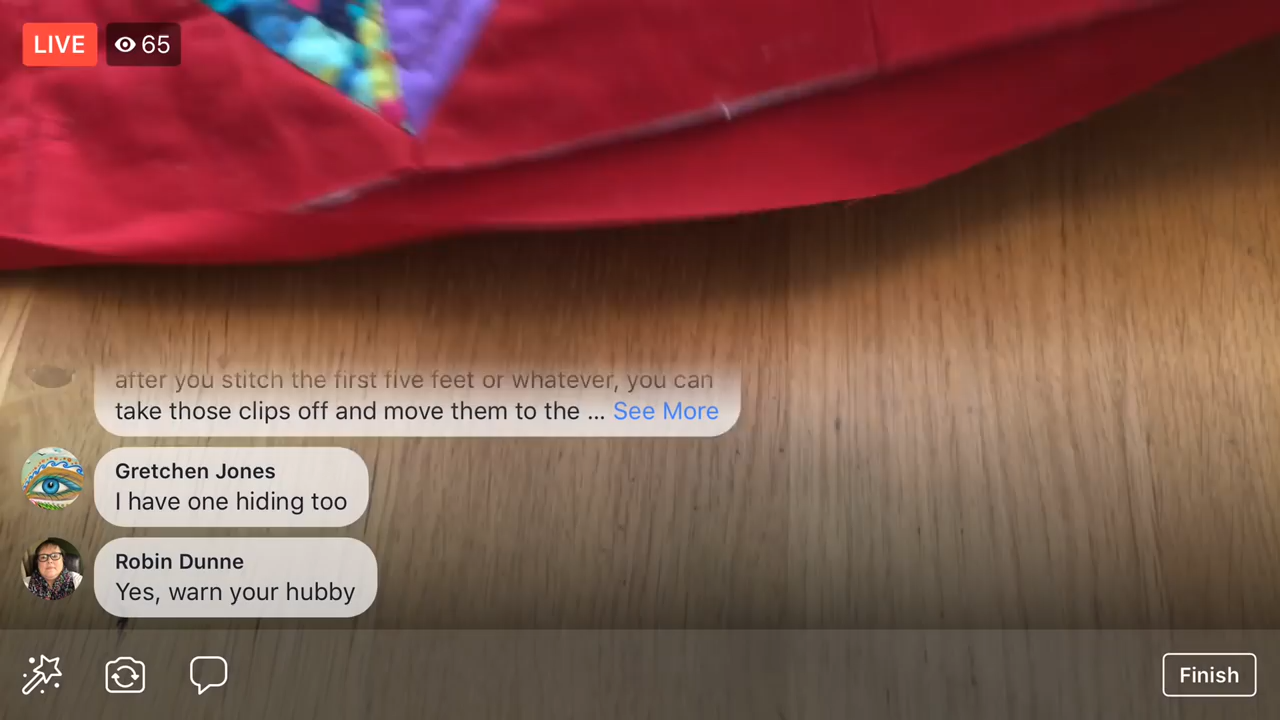 LIVE 65
after you stitch the first five feet or whatever, you can
take those clips off and move them to the ... See More
Gretchen Jones
I have one hiding too
Robin Dunne
Yes, warn your hubby
Finish